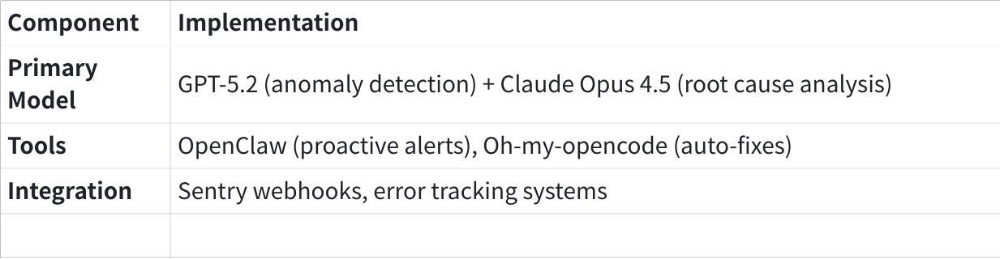 Component Implementation
Primary
Model
GPT-5.2 (anomaly detection) + Claude Opus 4.5 (root cause analysis)
Tools OpenClaw (proactive alerts), Oh-my-opencode (auto-fixes)
Integration Sentry webhooks, error tracking systems